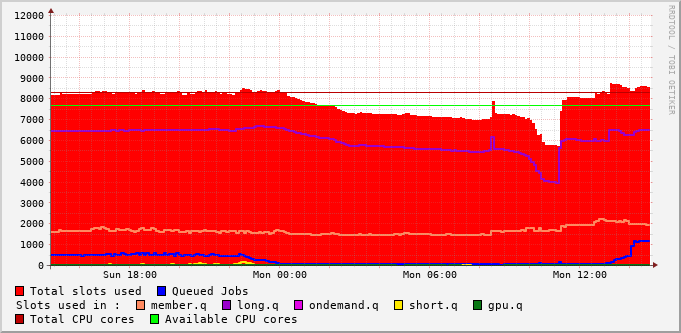 12000
11000
10000
9000
8000
7000
6000
5000
4000
3000
2000
1000
0
Sun 18:00 Mon 00:00 Mon 06:00 Mon 12:00
Total slots used Queued Jobs
Slots used in : member.q long.q ondemand.q short.q gpu.q
Total CPU cores Available CPU cores
RRDTOOL / TOBI OETIKER